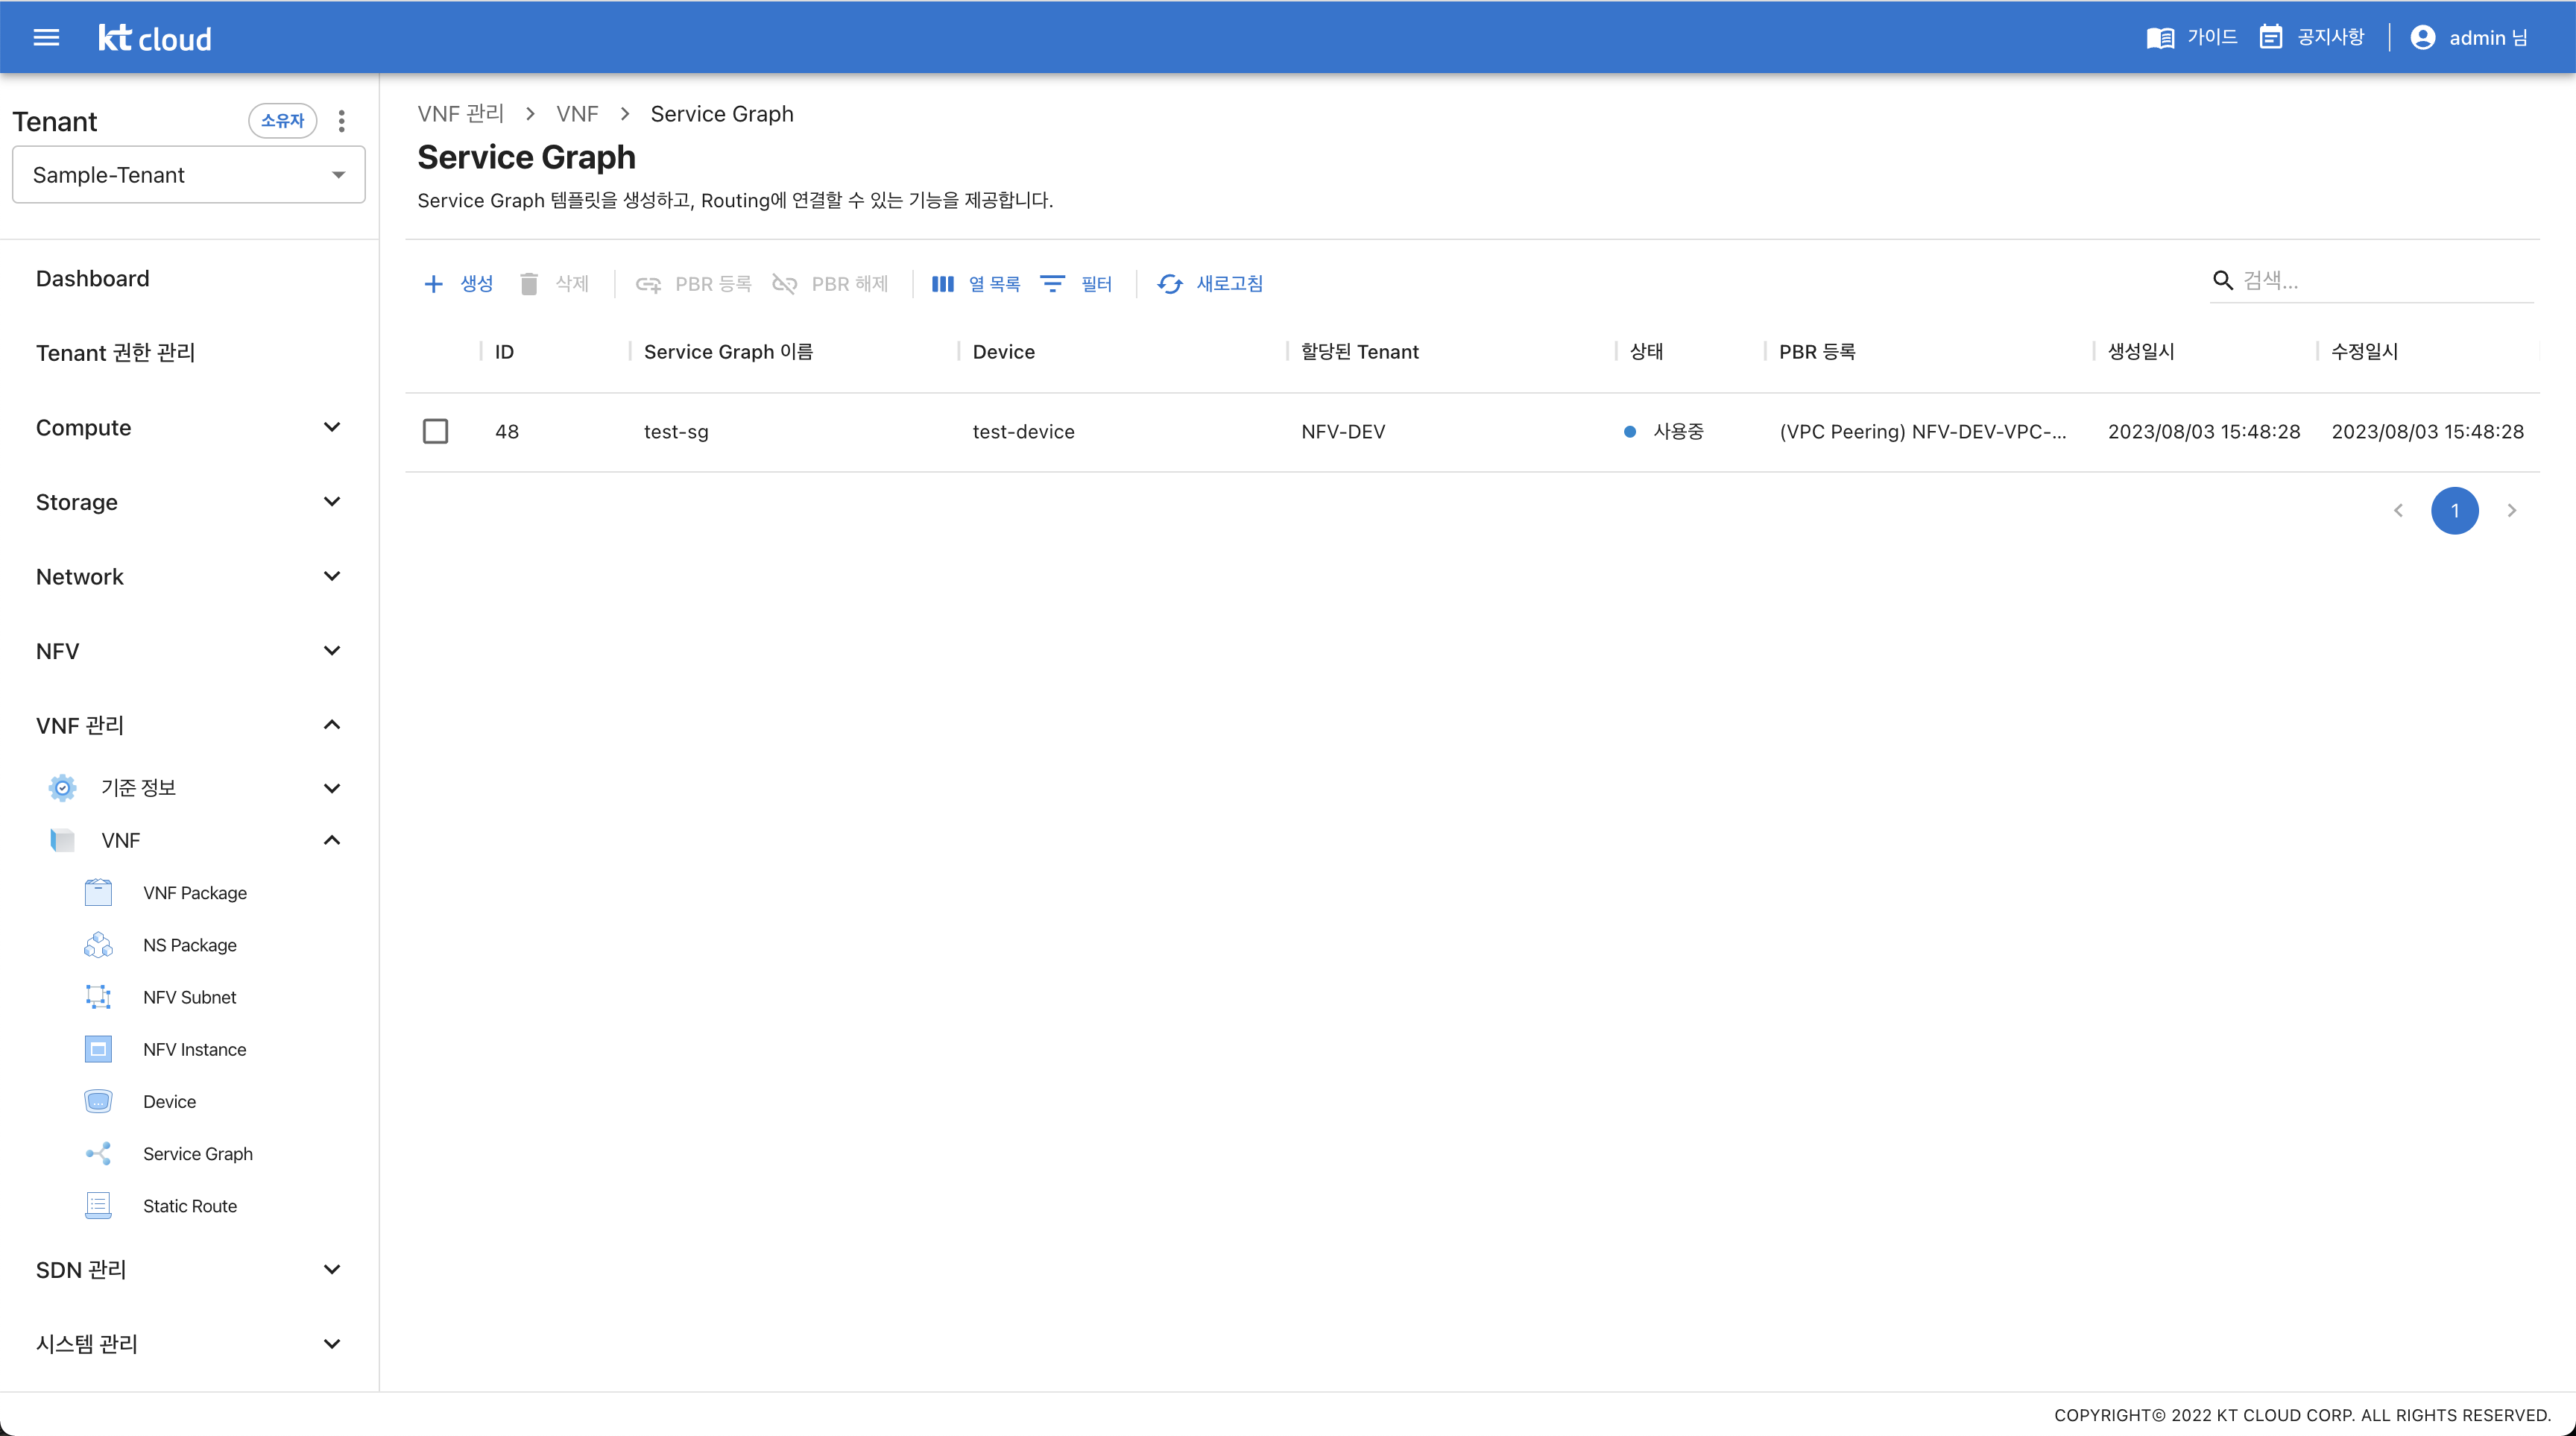 kt cloud
가이드 공지사항 admin 님
Tenant 소유자
Sample-Tenant
Dashboard
Tenant 권한 관리
Compute
Storage
Network
NFV
VNF 관리
기준 정보
VNF
VNF Package
NS Package
NFV Subnet
NFV Instance
Device
Service Graph
Static Route
SDN 관리
시스템 관리
VNF 관리 > VNF > Service Graph
Service Graph
Service Graph 템플릿을 생성하고, Routing에 연결할 수 있는 기능을 제공합니다.
생성 삭제 PBR 등록 PBR 해제 열 목록 필터 새로고침 검색...
ID Service Graph 이름 Device 할당된 Tenant 상태 PBR 등록 생성일시 수정일시
48 test-sg test-device NFV-DEV 사용중 (VPC Peering) NFV-DEV-VPC-... 2023/08/03 15:48:28 2023/08/03 15:48:28
1
COPYRIGHT© 2022 KT CLOUD CORP. ALL RIGHTS RESERVED.